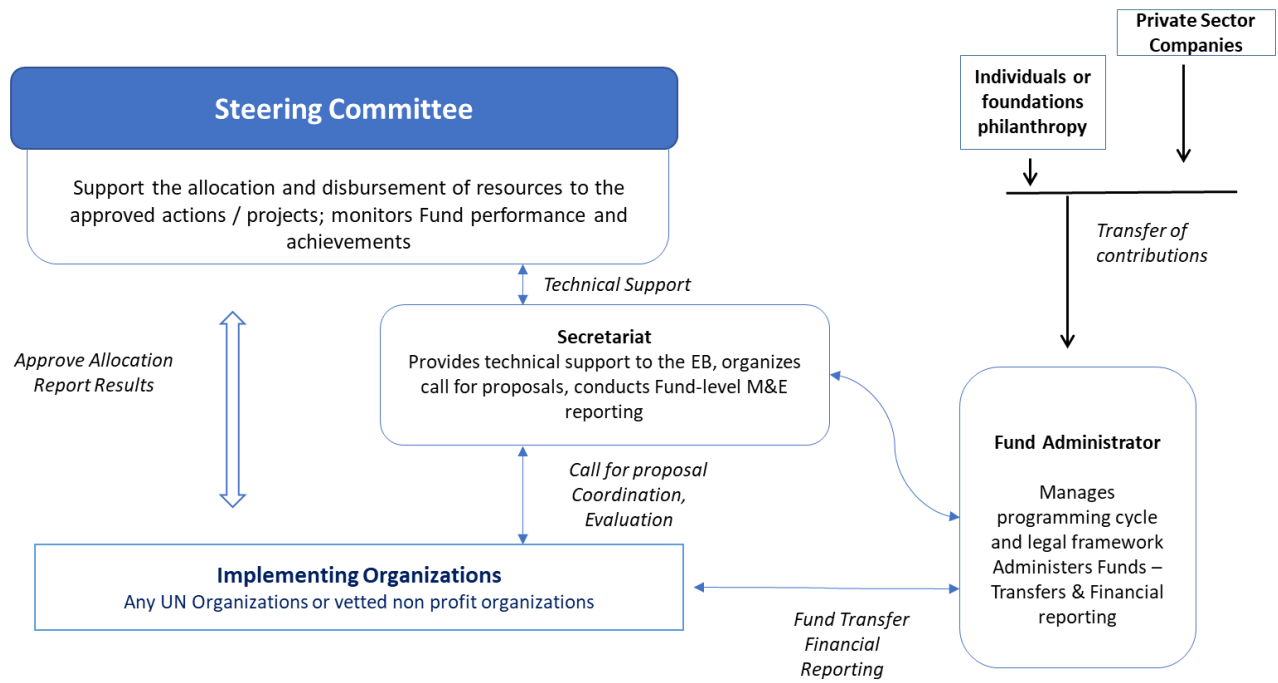 Private Sector
Companies
Individuals or
foundations
philanthropy
Steering Committee
Support the allocation and disbursement of resources to the
approved actions / projects; monitors Fund performance and
achievements
Transfer of
contributions
Technical Support
Secretariat
Provides technical support to the EB, organizes
call for proposals, conducts Fund-level M&E
reporting
Approve Allocation
Report Results
Fund Administrator
Manages
programming cycle
and legal framework
Administers Funds –
Transfers & Financial
reporting
Call for proposal
Coordination,
Evaluation
Implementing Organizations
Any UN Organizations or vetted non profit organizations
Fund Transfer
Financial
Reporting